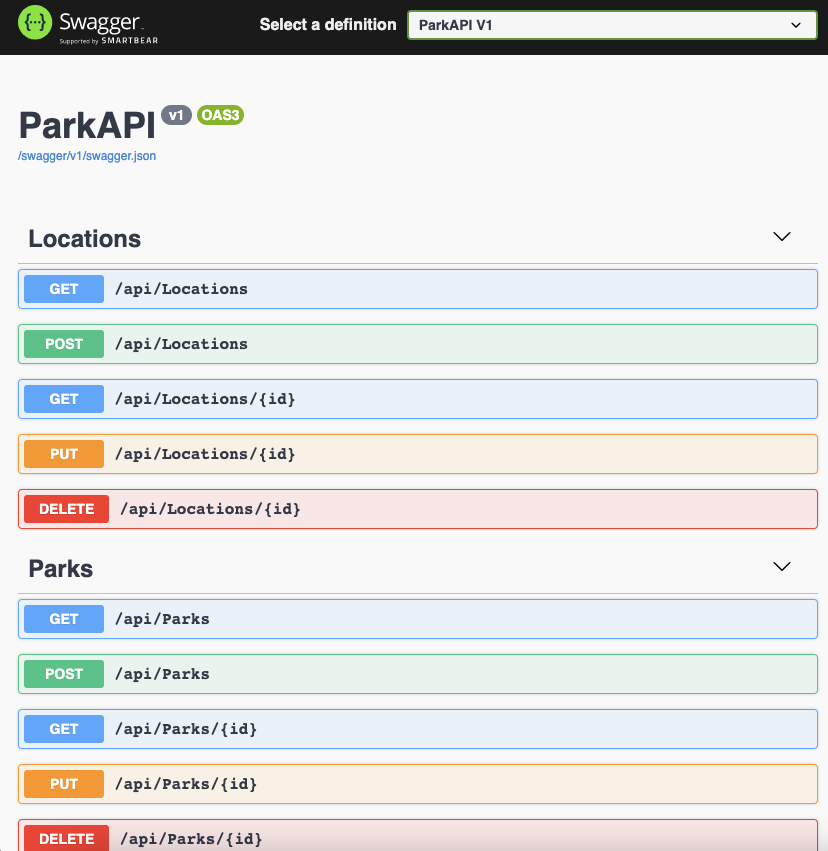 Swagger.
Supported by SMARTBEAR
Select a definition
ParkAPI V1
ParkAPI v1 OAS3
/swagger/v1/swagger.json
Locations
GET /api/Locations
POST /api/Locations
GET /api/Locations/{id}
PUT /api/Locations/{id}
DELETE /api/Locations/{id}
Parks
GET /api/Parks
POST /api/Parks
GET /api/Parks/{id}
PUT /api/Parks/{id}
DELETE /api/Parks/{id}